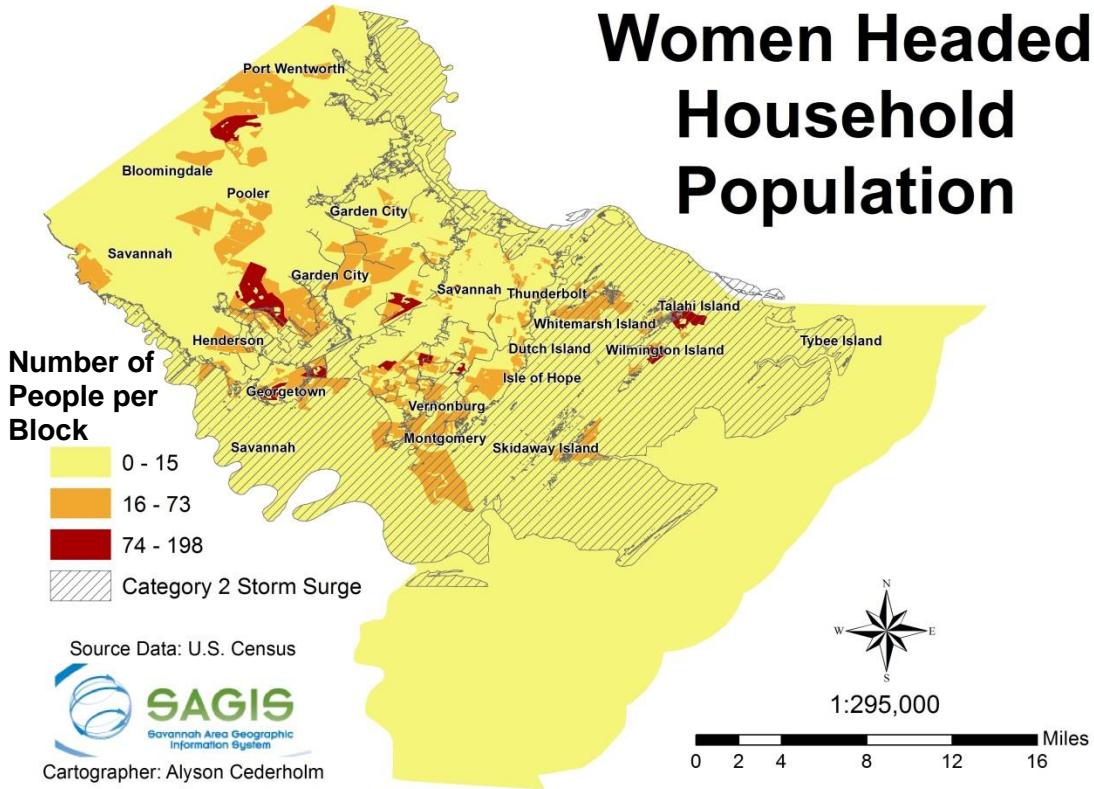 Women Headed
Household
Population
Port Wentworth
Bloomingdale
Pooler
Garden City
Savannah
Garden City
Savannah
Thunderbolt
Talahi Island
Whitemarsh Island
Henderson
Dutch Island
Wilmington Island
Tybee Island
Isle of Hope
Georgetown
Vernonburg
Montgomery
Savannah
Skidaway Island
Number of
People per
Block
0 - 15
16 - 73
74 - 198
Category 2 Storm Surge
Source Data: U.S. Census
SAGIS
Savannah Area Geographic
Information System
Cartographer: Alyson Cederholm
N
W E
S
1:295,000
Miles
0 2 4 8 12 16